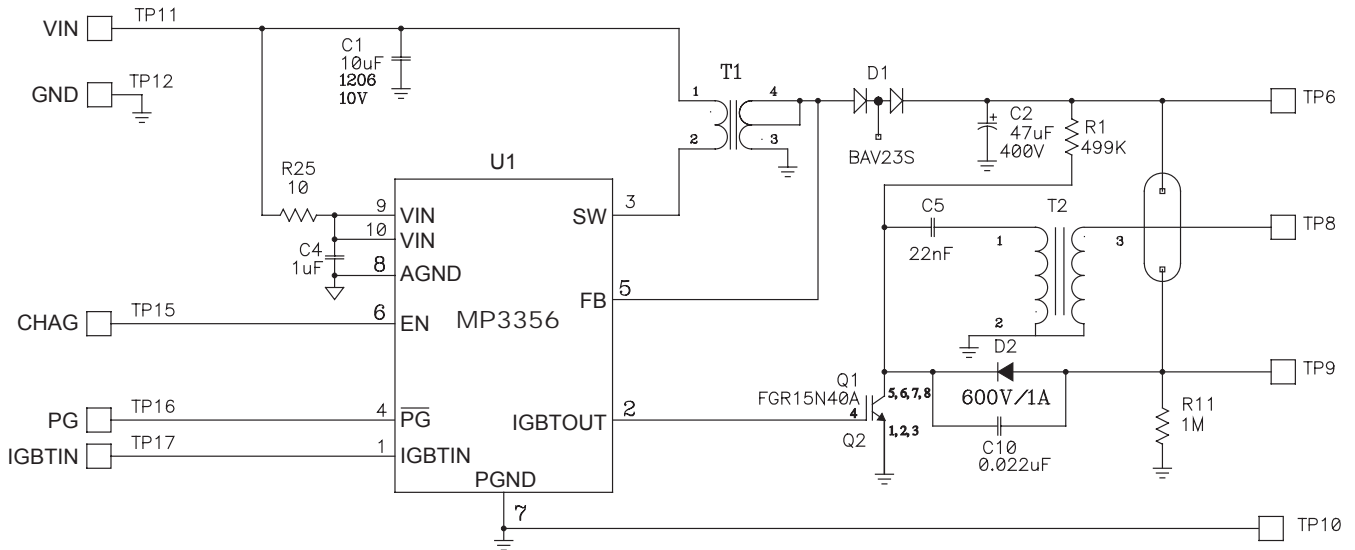 VIN
TP11
C1
10uF
1206
10V
GND
TP12
T1
1
4
2
3
D1
BAV23S
C2
+
47uF
400V
R1
499K
TP6
R25
10
U1
9
VIN
10
VIN
C4
1uF
8
AGND
SW
3
FB
5
MP3356
C5
22nF
T2
1
3
2
TP8
CHAG
TP15
6
EN
D2
600V/1A
TP9
Q1
FGR15N40A
5,6,7,8
4
1,2,3
Q2
C10
0.022uF
R11
1M
PG
TP16
4
PG
IGBTOUT
2
IGBTIN
TP17
1
IGBTIN
PGND
7
TP10